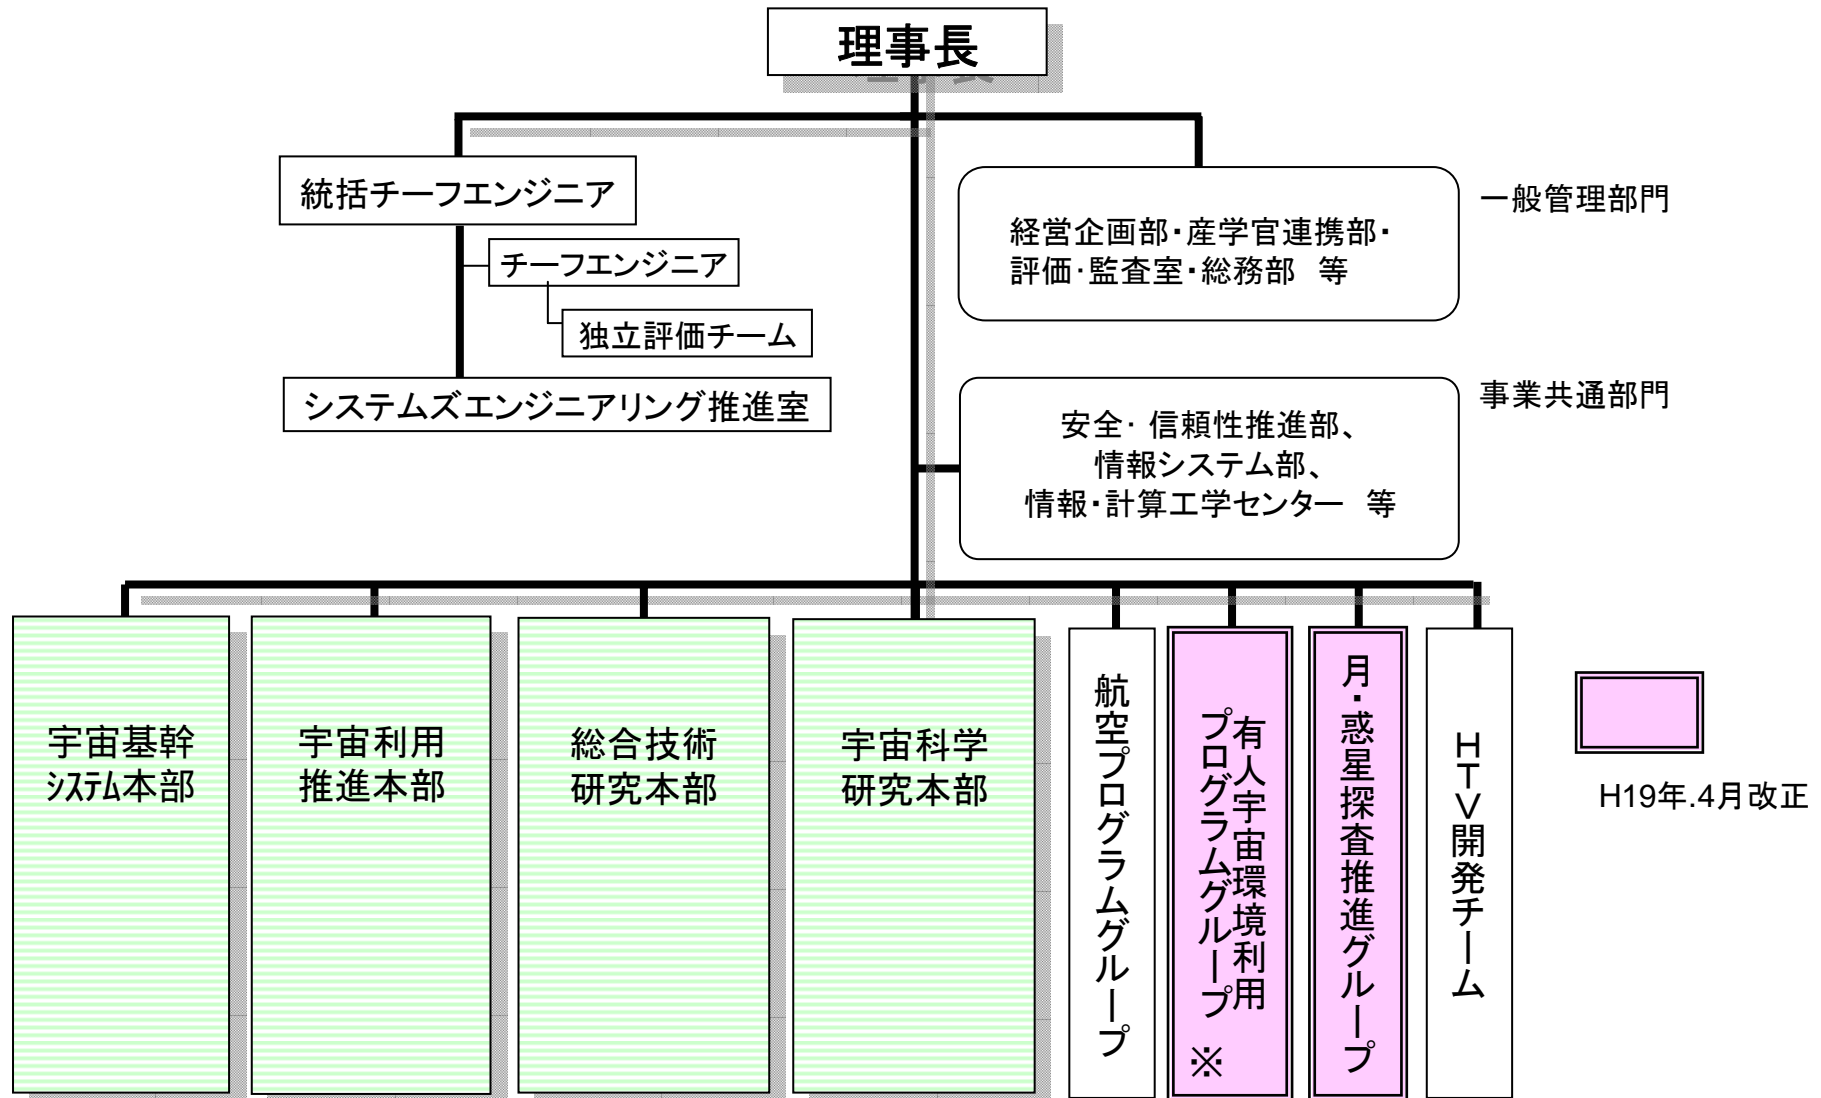 理事長
統括チーフエンジニア
チーフエンジニア
独立評価チーム
システムズエンジニアリング推進室
経営企画部・産学官連携部・
評価・監査室・総務部　等
一般管理部門
安全・信頼性推進部、
情報システム部、
情報・計算工学センター　等
事業共通部門
宇宙基幹
ｼｽﾃﾑ本部
宇宙利用
推進本部
総合技術
研究本部
宇宙科学
研究本部
航空プログラムグループ
有人宇宙環境利用
プログラムグループ　※
月・惑星探査推進グループ
HTV開発チーム
H19年.4月改正